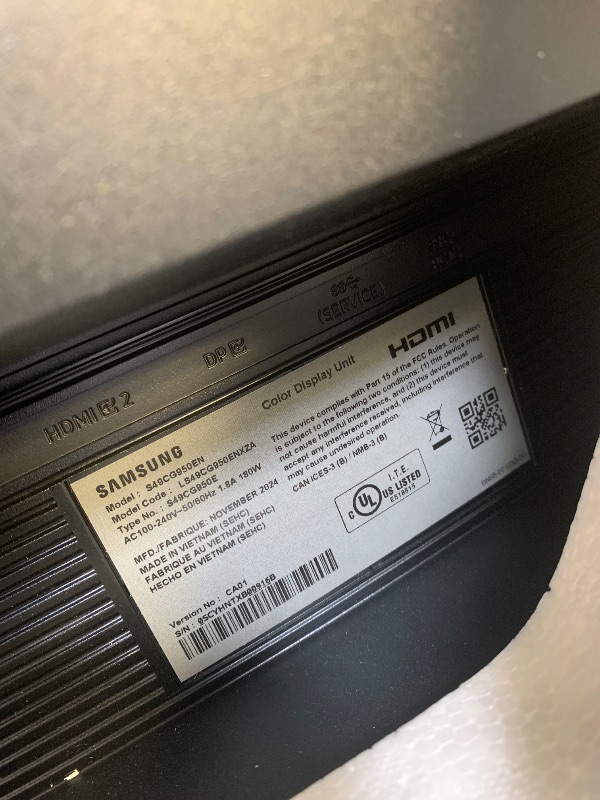 HDMI 2
DP
SS
(SERVICE)
SAMSUNG
Model : S49CG950EN
Model Code : LS49CG950ENXZA
Type No : S49CG950E
AC100-240V~50/60Hz 1.8A 180W
MFD./FABRIQUE: NOVEMBER 2024
MADE IN VIETNAM (SEHC)
FABRIQUE AU VIETNAM (SEHC)
HECHO EN VIETNAM (SEHC)
Version No : CA01
S/N : 0SCYHNTXB00916B
Color Display Unit
HDMI
This device complies with Part 15 of the FCC Rules. Operation
is subject to the following two conditions: (1) this device may
not cause harmful interference, and (2) this device must
accept any interference received, including interference that
may cause undesired operation.
CAN ICES-3 (B) / NMB-3 (B)
C UL US LISTED
I.T.E.
E518615